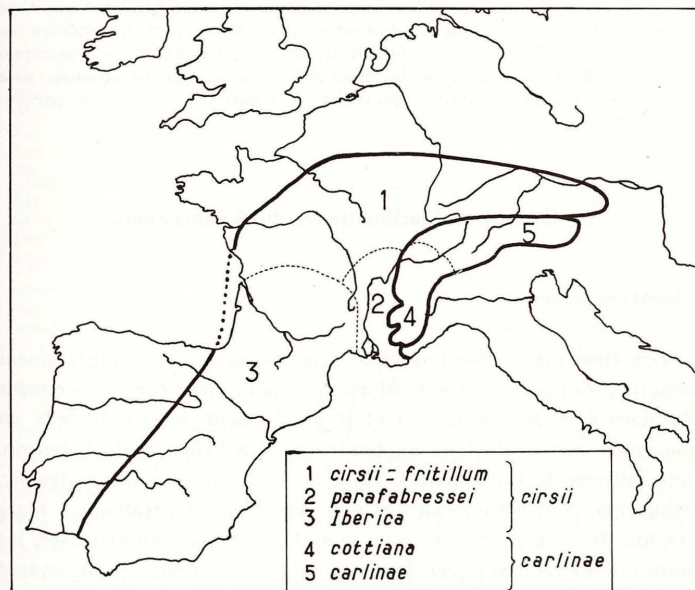 1
5
2
4
3
1 cirsii = fritillum
2 parafabressei
3 Iberica
cirsii
4 cottiana
5 carlinae
carlinae